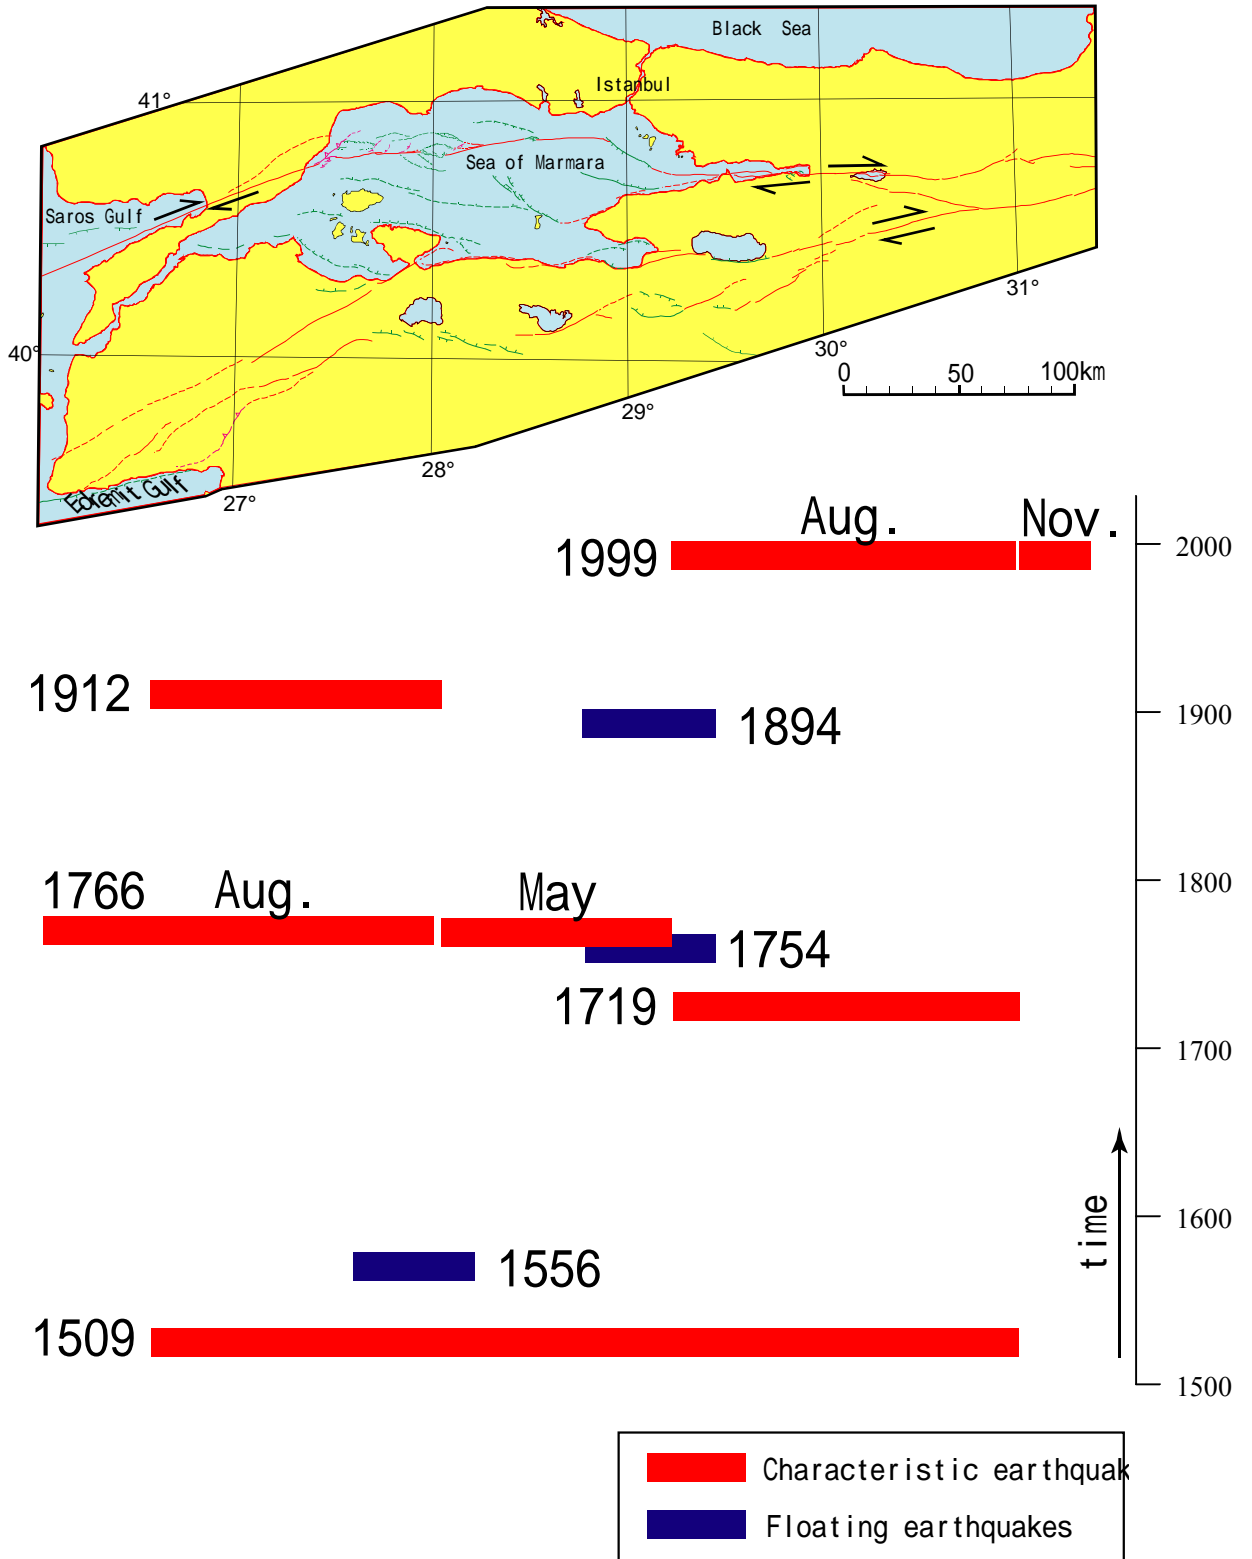 Black Sea
Istanbul
41°
Sea of Marmara
Saros Gulf
31°
40°
30°
0 50 100km
29°
28°
Edremit Gulf
27°
Aug. Nov.
1999
2000
1912
1894
1900
1766 Aug. May
1800
1754
1719
1700
time
1600
1556
1509
1500
Characteristic earthquak
Floating earthquakes